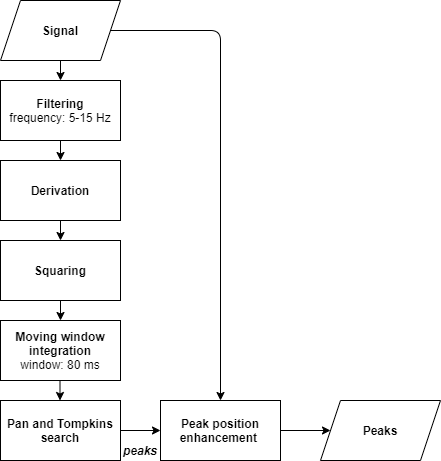 Signal
Filtering
frequency: 5-15 Hz
Derivation
Squaring
Moving window
integration
window: 80 ms
Pan and Tompkins
search
peaks
Peak position
enhancement
Peaks